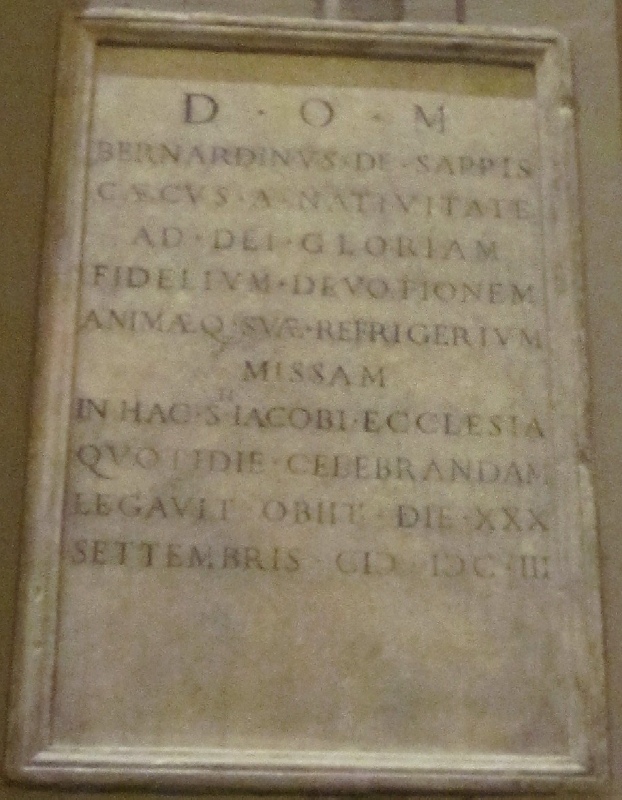 D · O · M
BERNARDINVS · DE · SAPPIS
CÆCVS · A · NATIVITATE
AD · DEI · GLORIAM
FIDELIVM · DEVOTIONEM
ANIMÆQ · SVÆ · REFRIGERIVM
MISSAM
IN HAC · S · IACOBI · ECCLESIA
QVOTIDIE · CELEBRANDAM
LEGAVIT OBIIT · DIE · XXX
SETTEMBRIS · CIↃ IↃC · III